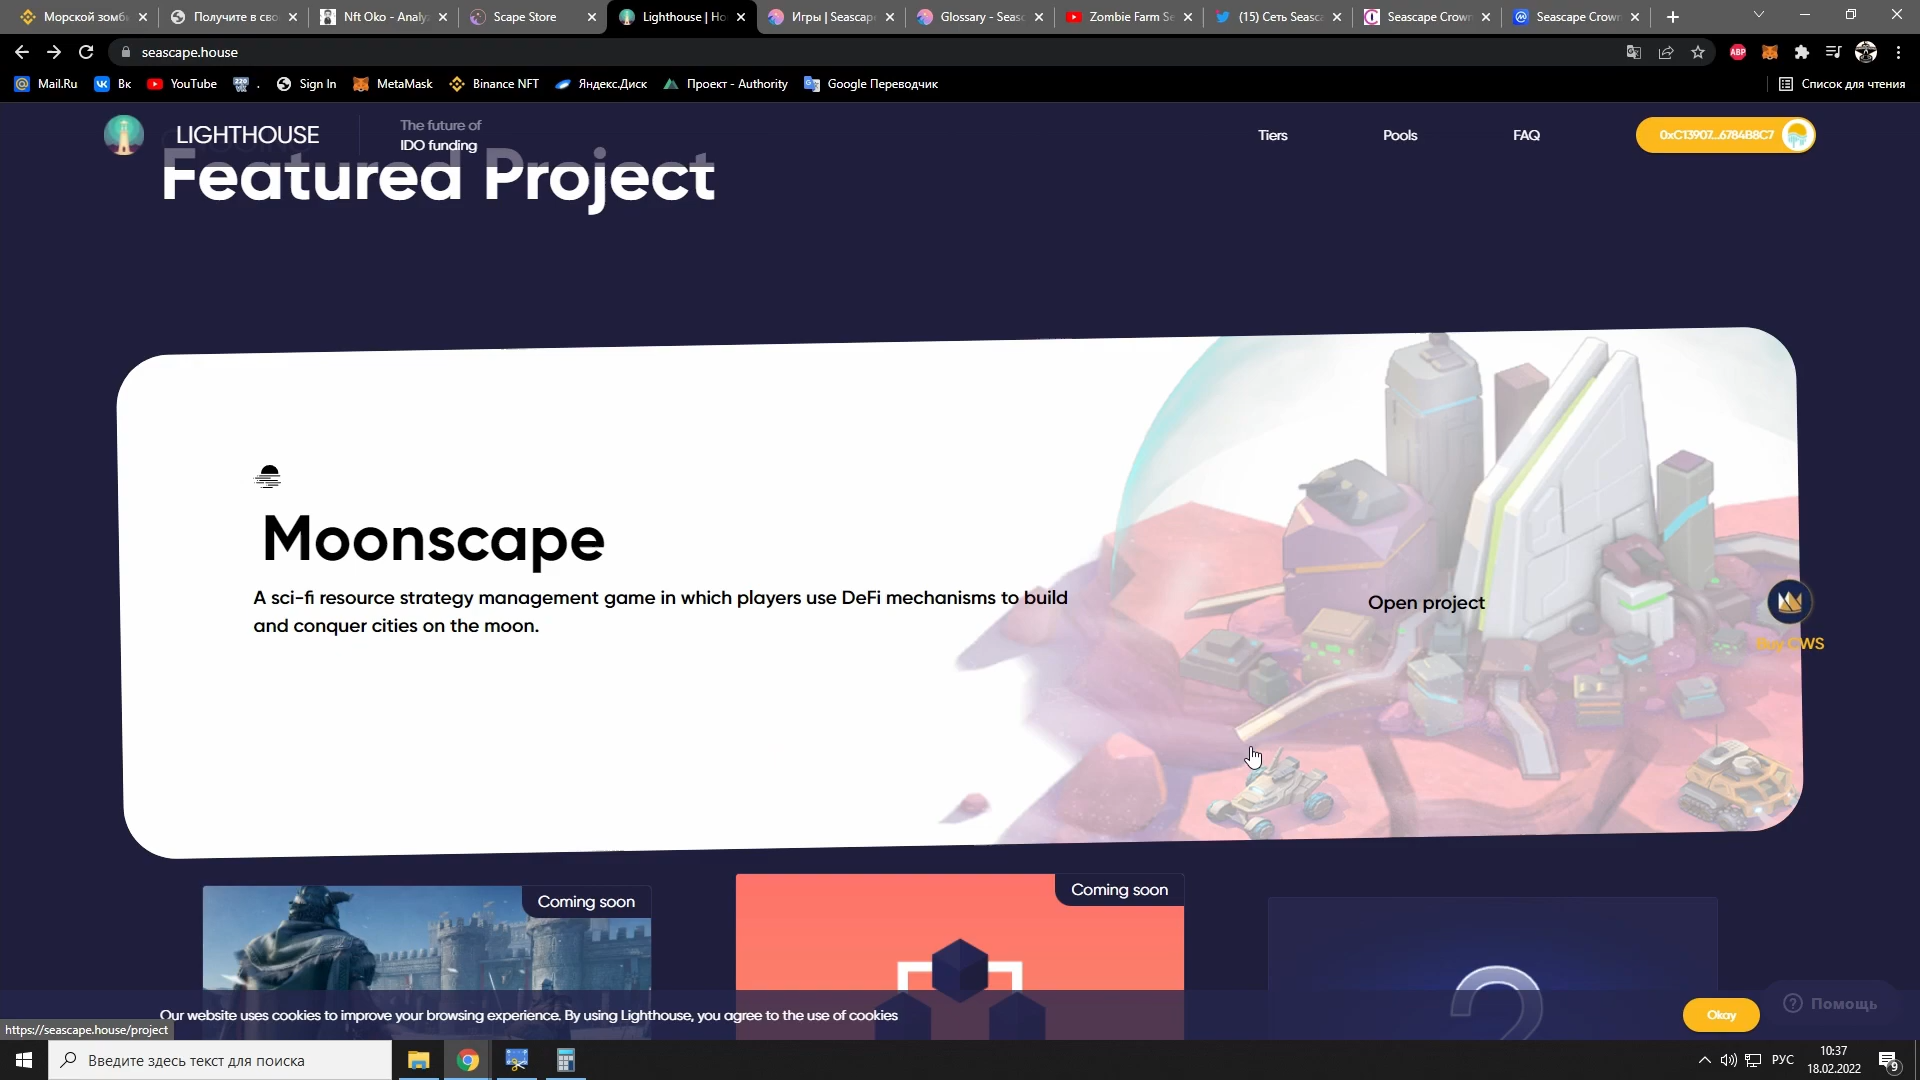 Морской зомб
Получите в сво
Nft Oko - Analy
Scape Store
Lighthouse | Ho
Игры | Seascap
Glossary - Seas
Zombie Farm Se
(15) Сеть Seasca
Seascape Crown
Seascape Crown
seascape.house
ABP
Mail.Ru
Вк
YouTube
.
Sign In
MetaMask
Binance NFT
Яндекс.Диск
Проект - Authority
Google Переводчик
Список для чтения
LIGHTHOUSE
The future of
IDO funding
Tiers
Pools
FAQ
0xC13907...6784B8C7
Featured Project
Moonscape
A sci-fi resource strategy management game in which players use DeFi mechanisms to build
and conquer cities on the moon.
Open project
Buy CWS
Coming soon
Coming soon
?
Our website uses cookies to improve your browsing experience. By using Lighthouse, you agree to the use of cookies
Okay
Помощь
https://seascape.house/project
Введите здесь текст для поиска
РУС
10:37
18.02.2022
9